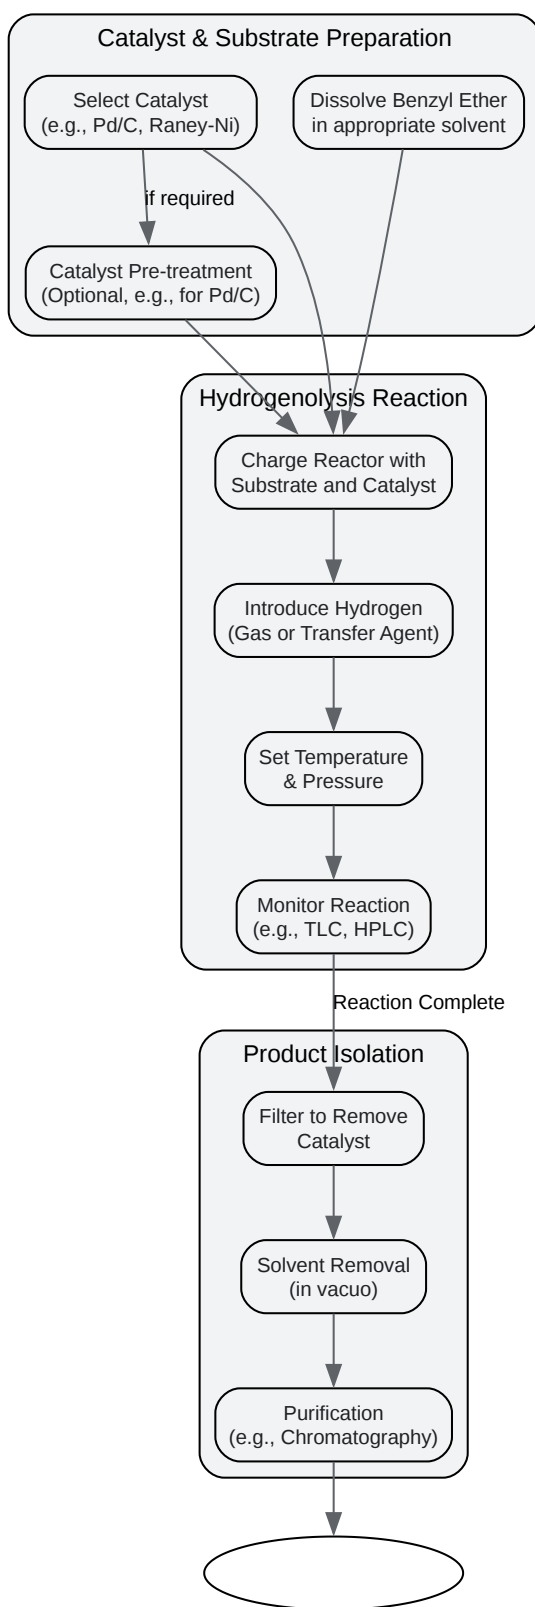 Catalyst & Substrate Preparation
Select Catalyst
(e.g., Pd/C, Raney-Ni)
Dissolve Benzyl Ether
in appropriate solvent
if required
Catalyst Pre-treatment
(Optional, e.g., for Pd/C)
Hydrogenolysis Reaction
Charge Reactor with
Substrate and Catalyst
Introduce Hydrogen
(Gas or Transfer Agent)
Set Temperature
& Pressure
Monitor Reaction
(e.g., TLC, HPLC)
Reaction Complete
Product Isolation
Filter to Remove
Catalyst
Solvent Removal
(in vacuo)
Purification
(e.g., Chromatography)